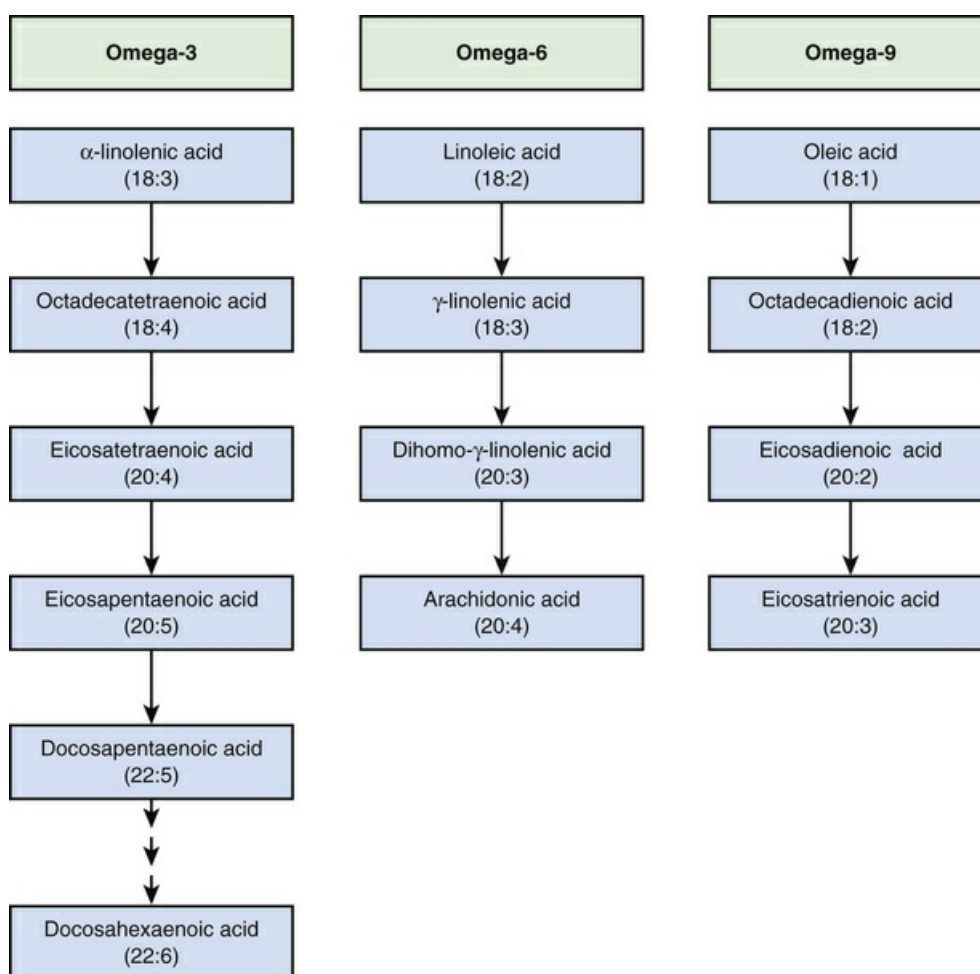 Omega-3
α-linolenic acid
(18:3)
Octadecatetraenoic acid
(18:4)
Eicosatetraenoic acid
(20:4)
Eicosapentaenoic acid
(20:5)
Docosapentaenoic acid
(22:5)
Docosahexaenoic acid
(22:6)
Omega-6
Linoleic acid
(18:2)
γ-linolenic acid
(18:3)
Dihomo-γ-linolenic acid
(20:3)
Arachidonic acid
(20:4)
Omega-9
Oleic acid
(18:1)
Octadecadienoic acid
(18:2)
Eicosadienoic acid
(20:2)
Eicosatrienoic acid
(20:3)